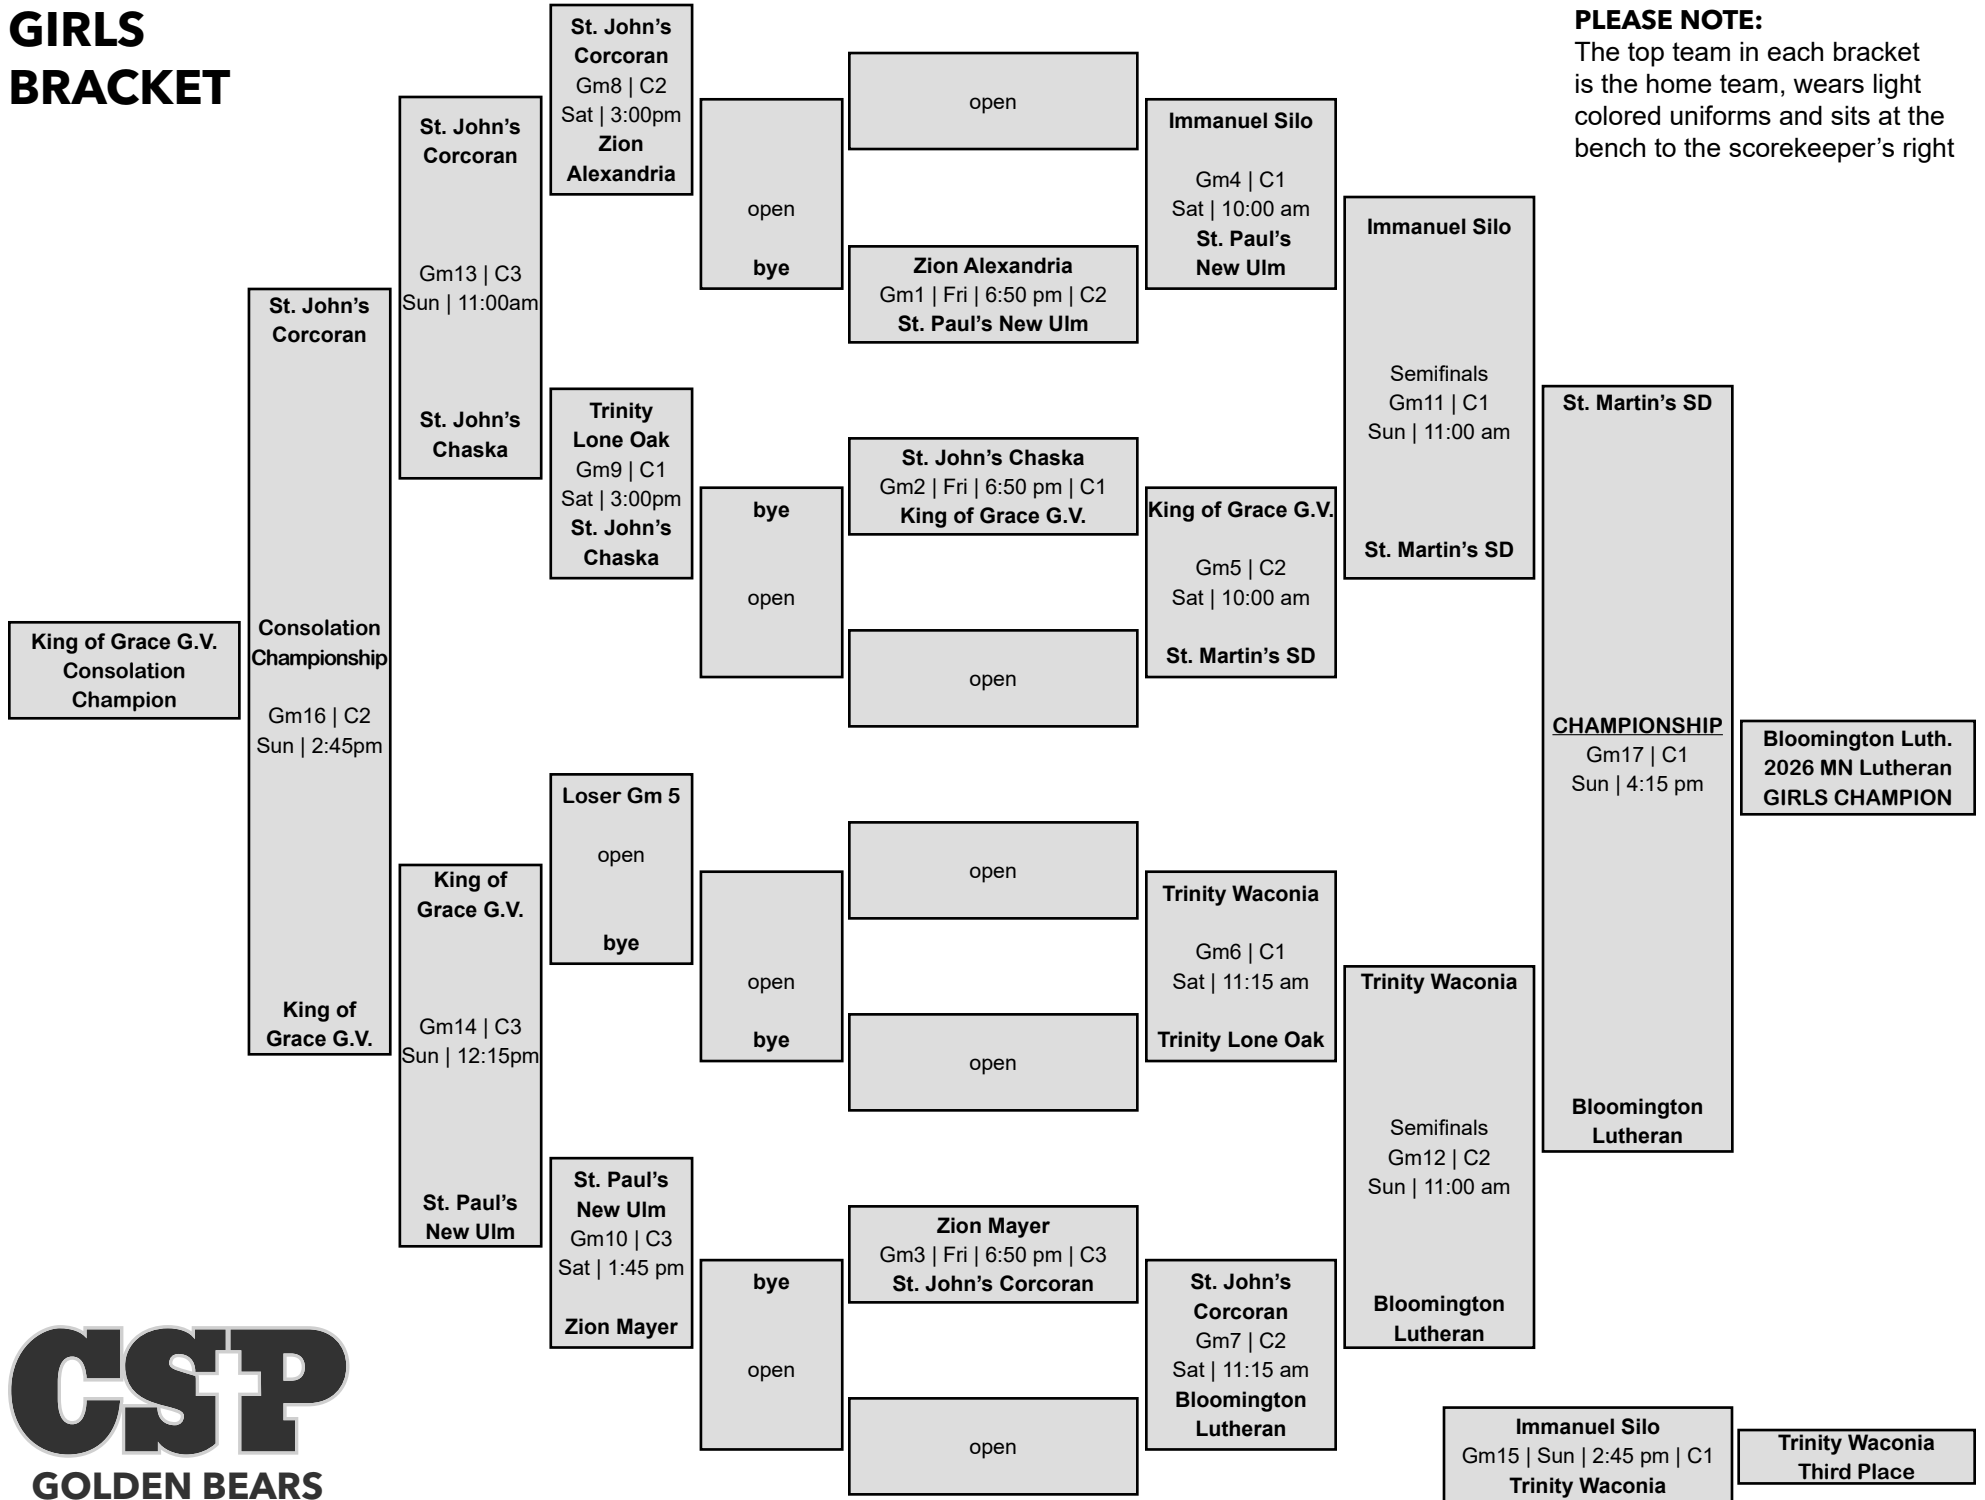 GIRLS
BRACKET
PLEASE NOTE:
The top team in each bracket
is the home team, wears light
colored uniforms and sits at the
bench to the scorekeeper's right
King of Grace G.V.
Consolation
Champion
St. John's
Corcoran
Consolation
Championship
Gm16 | C2
Sun | 2:45pm
King of
Grace G.V.
St. John's
Corcoran
Gm13 | C3
Sun | 11:00am
St. John's
Chaska
King of
Grace G.V.
Gm14 | C3
Sun | 12:15pm
St. Paul's
New Ulm
St. John's
Corcoran
Gm8 | C2
Sat | 3:00pm
Zion
Alexandria
Trinity
Lone Oak
Gm9 | C1
Sat | 3:00pm
St. John's
Chaska
Loser Gm 5
open
bye
St. Paul's
New Ulm
Gm10 | C3
Sat | 1:45 pm
Zion Mayer
open
bye
bye
open
open
bye
bye
open
open
Zion Alexandria
Gm1 | Fri | 6:50 pm | C2
St. Paul's New Ulm
St. John's Chaska
Gm2 | Fri | 6:50 pm | C1
King of Grace G.V.
open
open
open
Zion Mayer
Gm3 | Fri | 6:50 pm | C3
St. John's Corcoran
open
Immanuel Silo
Gm4 | C1
Sat | 10:00 am
St. Paul's
New Ulm
King of Grace G.V.
Gm5 | C2
Sat | 10:00 am
St. Martin's SD
Trinity Waconia
Gm6 | C1
Sat | 11:15 am
Trinity Lone Oak
St. John's
Corcoran
Gm7 | C2
Sat | 11:15 am
Bloomington
Lutheran
Immanuel Silo
Semifinals
Gm11 | C1
Sun | 11:00 am
St. Martin's SD
Trinity Waconia
Semifinals
Gm12 | C2
Sun | 11:00 am
Bloomington
Lutheran
St. Martin's SD
CHAMPIONSHIP
Gm17 | C1
Sun | 4:15 pm
Bloomington
Lutheran
Bloomington Luth.
2026 MN Lutheran
GIRLS CHAMPION
Immanuel Silo
Gm15 | Sun | 2:45 pm | C1
Trinity Waconia
Trinity Waconia
Third Place
CSP
GOLDEN BEARS